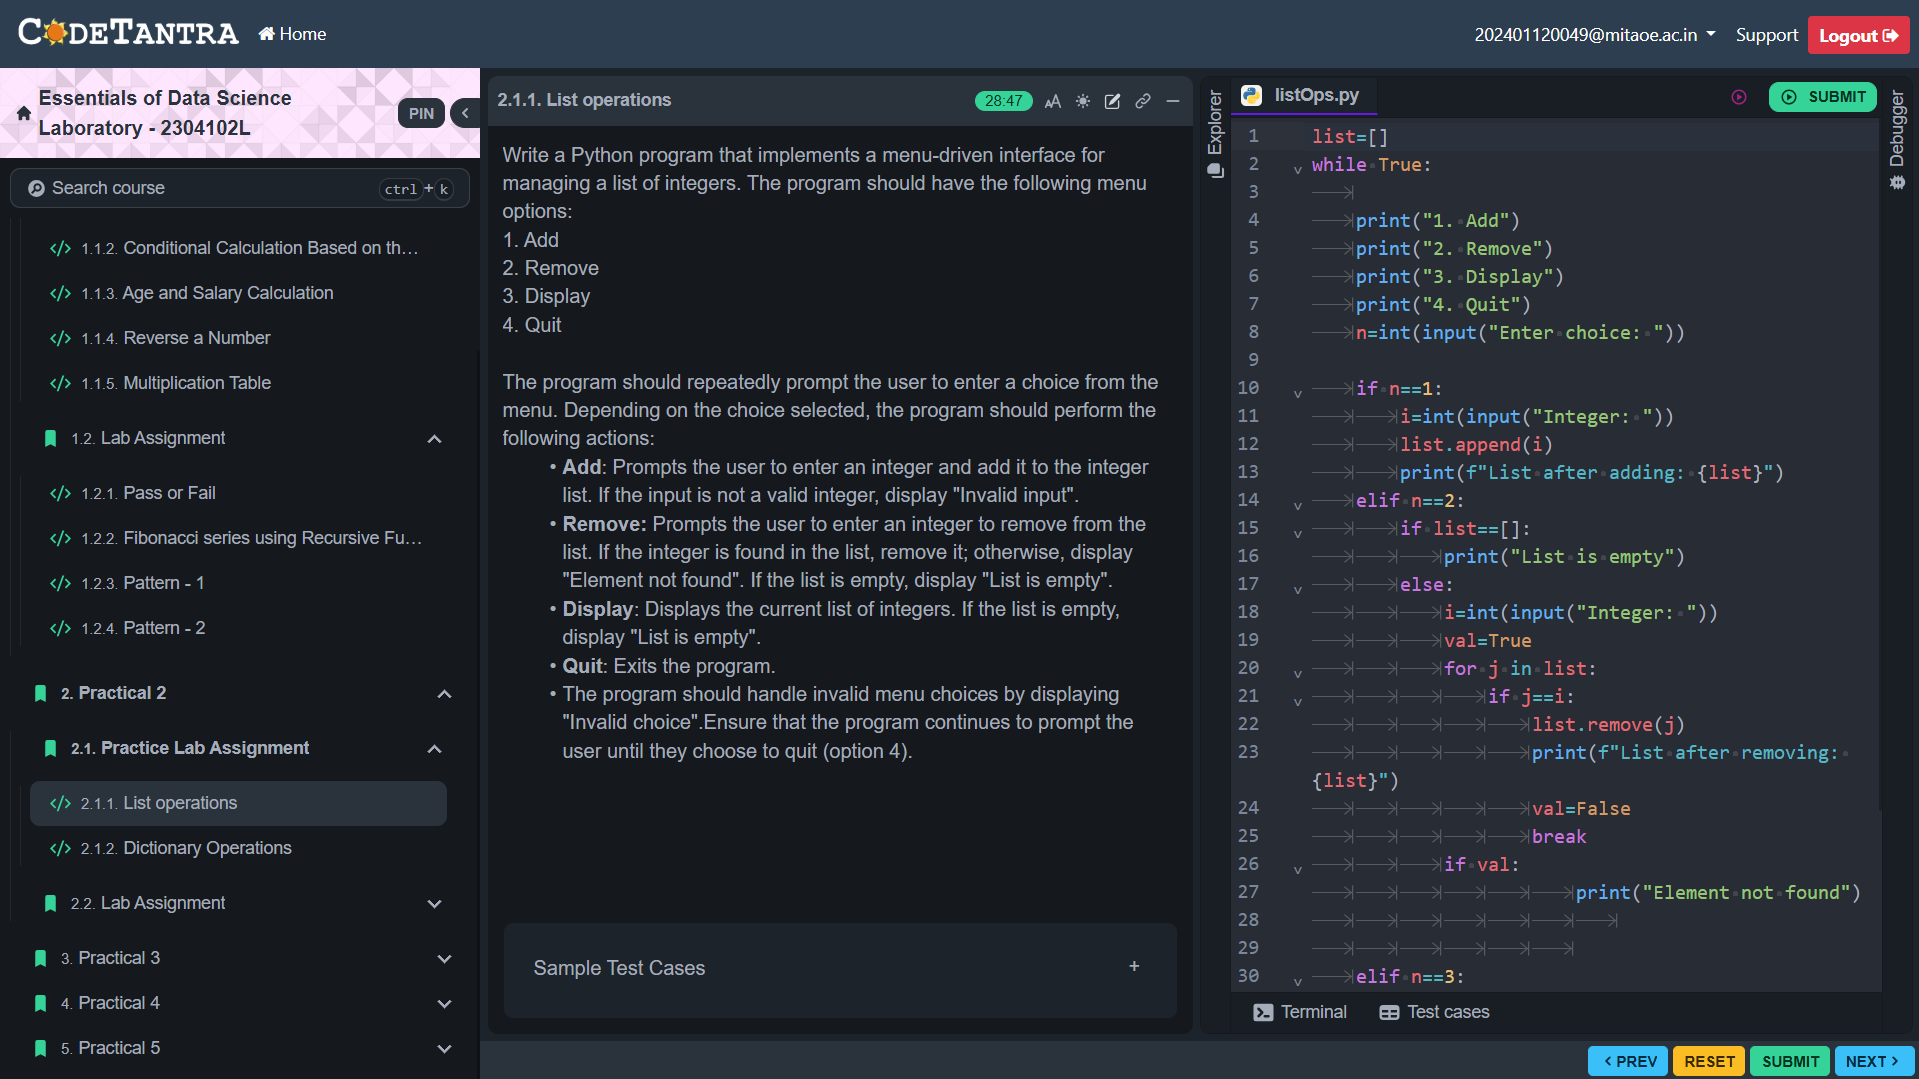 CODETANTRA
Home
202401120049@mitaoe.ac.in
Support
Logout
Essentials of Data Science
Laboratory - 2304102L
PIN
Search course
ctrl + k
</> 1.1.2. Conditional Calculation Based on th...
</> 1.1.3. Age and Salary Calculation
</> 1.1.4. Reverse a Number
</> 1.1.5. Multiplication Table
1.2. Lab Assignment
</> 1.2.1. Pass or Fail
</> 1.2.2. Fibonacci series using Recursive Fu...
</> 1.2.3. Pattern - 1
</> 1.2.4. Pattern - 2
2. Practical 2
2.1. Practice Lab Assignment
</> 2.1.1. List operations
</> 2.1.2. Dictionary Operations
2.2. Lab Assignment
3. Practical 3
4. Practical 4
5. Practical 5
2.1.1. List operations
28:47
AA
Write a Python program that implements a menu-driven interface for
managing a list of integers. The program should have the following menu
options:
1. Add
2. Remove
3. Display
4. Quit
The program should repeatedly prompt the user to enter a choice from the
menu. Depending on the choice selected, the program should perform the
following actions:
• Add: Prompts the user to enter an integer and add it to the integer
list. If the input is not a valid integer, display "Invalid input".
• Remove: Prompts the user to enter an integer to remove from the
list. If the integer is found in the list, remove it; otherwise, display
"Element not found". If the list is empty, display "List is empty".
• Display: Displays the current list of integers. If the list is empty,
display "List is empty".
• Quit: Exits the program.
• The program should handle invalid menu choices by displaying
"Invalid choice".Ensure that the program continues to prompt the
user until they choose to quit (option 4).
Sample Test Cases
+
Explorer
listOps.py
SUBMIT
Debugger
1 list=[]
2 while True:
3
4 print("1. Add")
5 print("2. Remove")
6 print("3. Display")
7 print("4. Quit")
8 n=int(input("Enter choice: "))
9
10 if n==1:
11 i=int(input("Integer: "))
12 list.append(i)
13 print(f"List after adding: {list}")
14 elif n==2:
15 if list==[]:
16 print("List is empty")
17 else:
18 i=int(input("Integer: "))
19 val=True
20 for j in list:
21 if j==i:
22 list.remove(j)
23 print(f"List after removing:
{list}")
24 val=False
25 break
26 if val:
27 print("Element not found")
28
29
30 elif n==3:
Terminal
Test cases
< PREV
RESET
SUBMIT
NEXT >